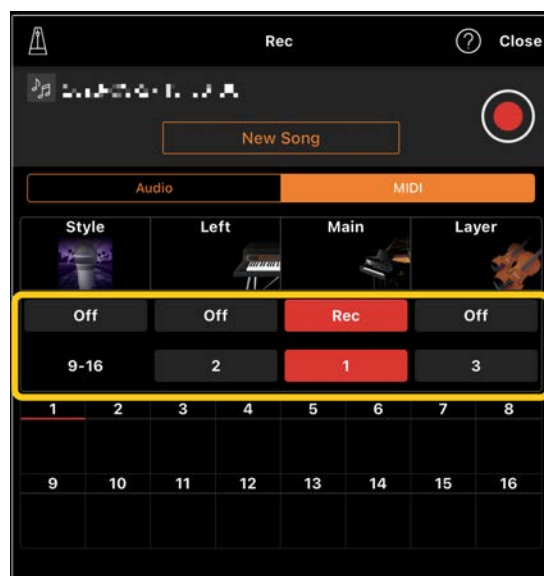 Rec ? Close
New Song
Audio MIDI
Style Left Main Layer
Off Off Rec Off
9-16 2 1 3
1 2 3 4 5 6 7 8
9 10 11 12 13 14 15 16